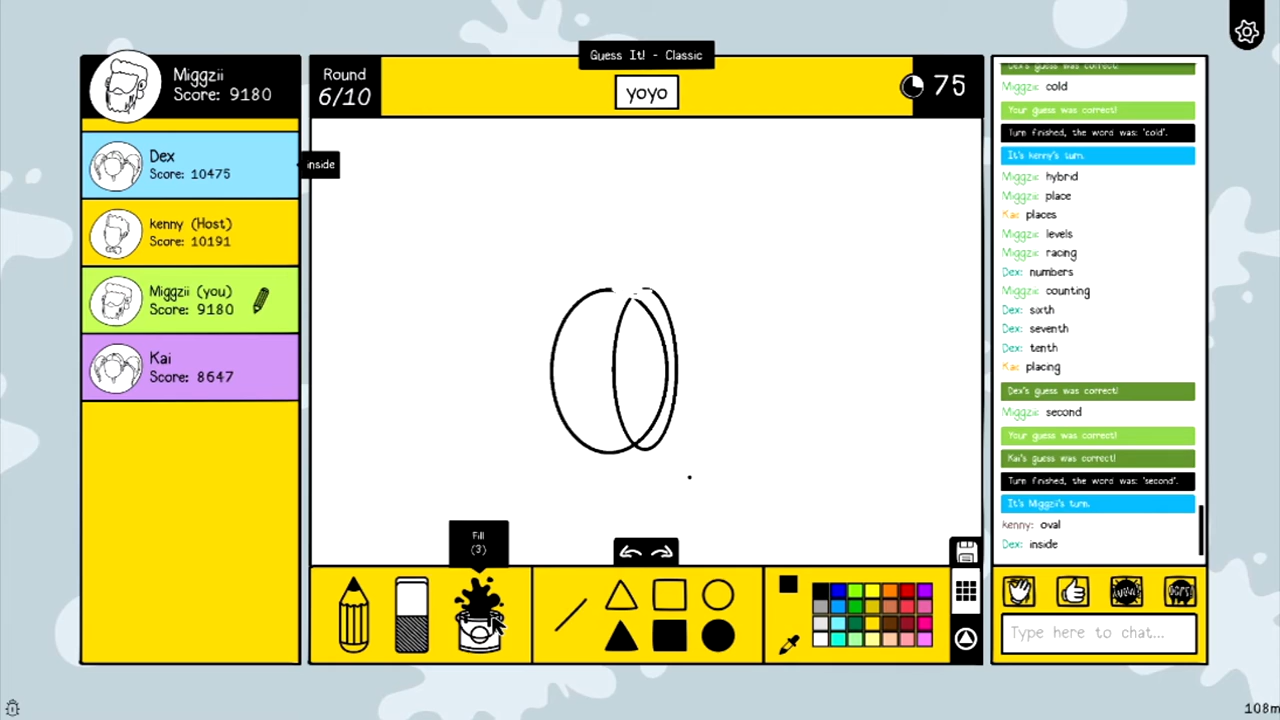 Guess It! - Classic
Miggzii
Score: 9180
Round
6/10
yoyo
75
Dex
Score: 10475
inside
kenny (Host)
Score: 10191
Miggzii (you)
Score: 9180
Kai
Score: 8647
Fill
(3)
Dex's guess was correct!
Miggzii: cold
Your guess was correct!
Turn finished, the word was: 'cold'.
It's kenny's turn.
Miggzii: hybrid
Miggzii: place
Kai: places
Miggzii: levels
Miggzii: racing
Dex: numbers
Miggzii: counting
Dex: sixth
Dex: seventh
Dex: tenth
Kai: placing
Dex's guess was correct!
Miggzii: second
Your guess was correct!
Kai's guess was correct!
Turn finished, the word was: 'second'.
It's Miggzii's turn.
kenny: oval
Dex: inside
Type here to chat...
108m